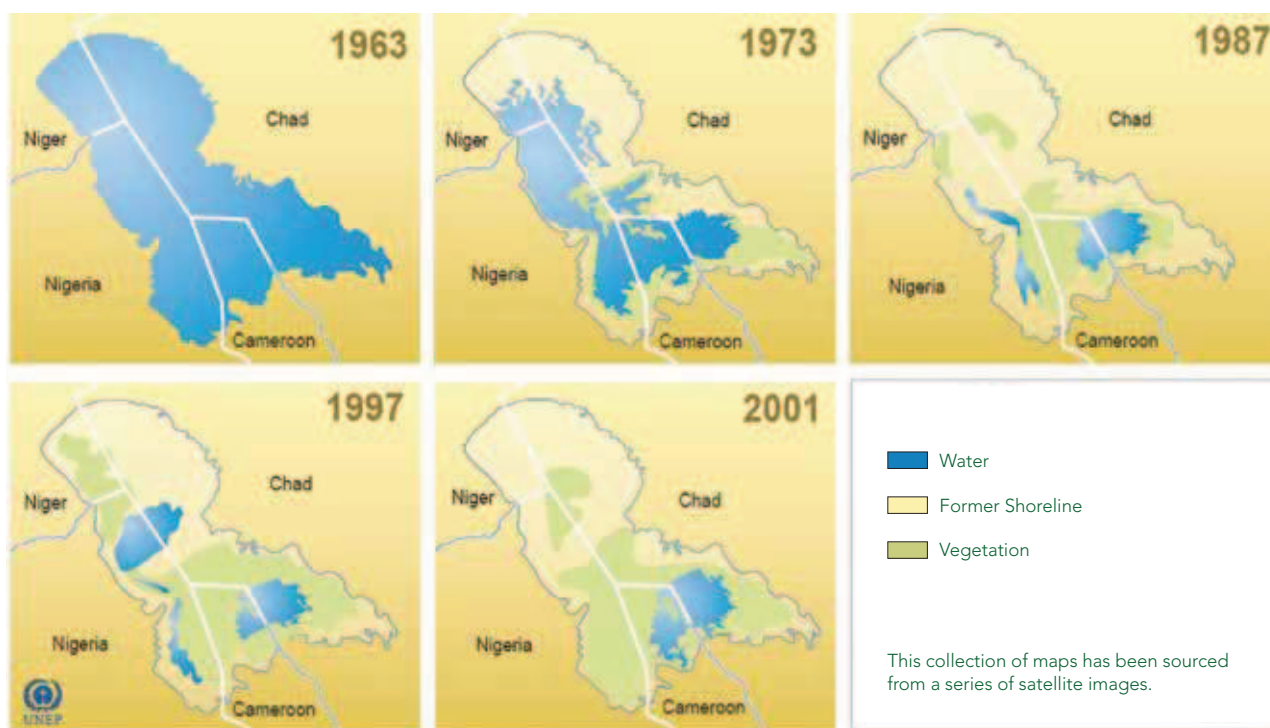 1963
Chad
Niger
Nigeria
Cameroon
1973
Chad
Niger
Nigeria
Cameroon
1987
Chad
Niger
Nigeria
Cameroon
1997
Chad
Niger
Nigeria
Cameroon
UNEP
2001
Chad
Niger
Nigeria
Cameroon
Water
Former Shoreline
Vegetation
This collection of maps has been sourced
from a series of satellite images.